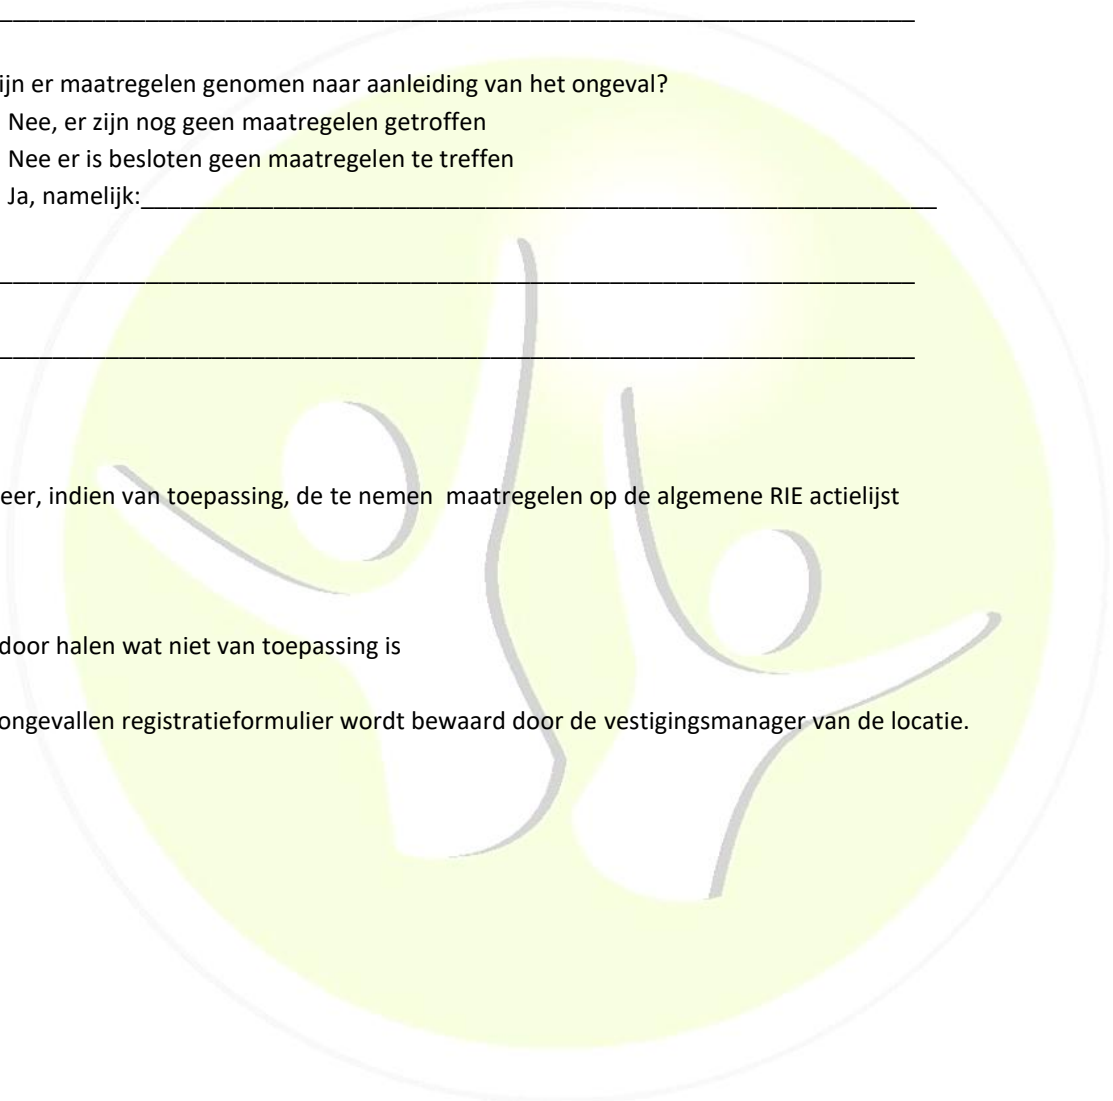 ijn er maatregelen genomen naar aanleiding van het ongeval?
Nee, er zijn nog geen maatregelen getroffen
Nee er is besloten geen maatregelen te treffen
Ja, namelijk:____________________________________________________________
eer, indien van toepassing, de te nemen  maatregelen op de algemene RIE actielijst
door halen wat niet van toepassing is
ongevallen registratieformulier wordt bewaard door de vestigingsmanager van de locatie.